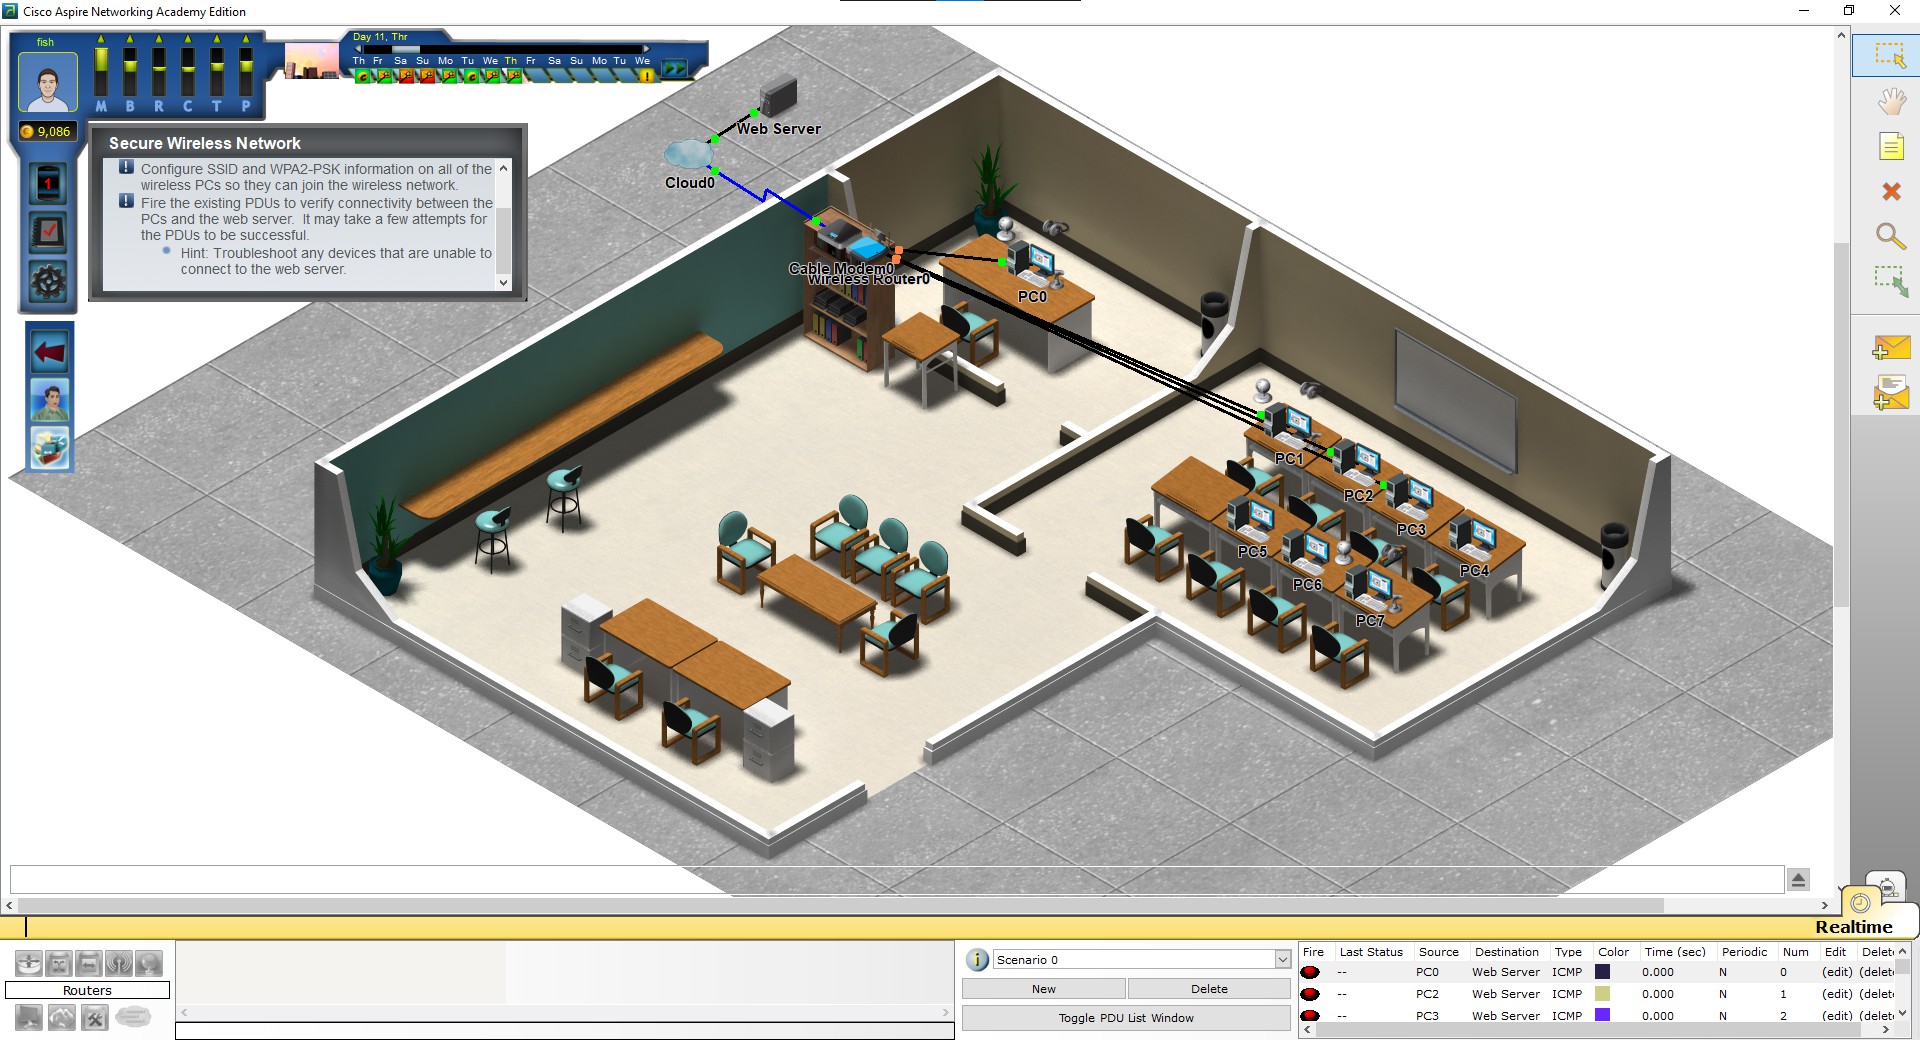 Cisco Aspire Networking Academy Edition
fish
M B R C T P
9,086
1
Day 11, Thr
Th Fr Sa Su Mo Tu We Th Fr Sa Su Mo Tu We
Secure Wireless Network
Configure SSID and WPA2-PSK information on all of the
wireless PCs so they can join the wireless network.
Fire the existing PDUs to verify connectivity between the
PCs and the web server. It may take a few attempts for
the PDUs to be successful.
Hint: Troubleshoot any devices that are unable to
connect to the web server.
Web Server
Cloud0
Cable Modem0
Wireless Router0
PC0
PC1
PC2
PC3
PC4
PC5
PC6
PC7
Realtime
Routers
Scenario 0
New Delete
Toggle PDU List Window
Fire Last Status Source Destination Type Color Time (sec) Periodic Num Edit Delet
-- PC0 Web Server ICMP 0.000 N 0 (edit) (delet
-- PC2 Web Server ICMP 0.000 N 1 (edit) (delet
-- PC3 Web Server ICMP 0.000 N 2 (edit) (delet